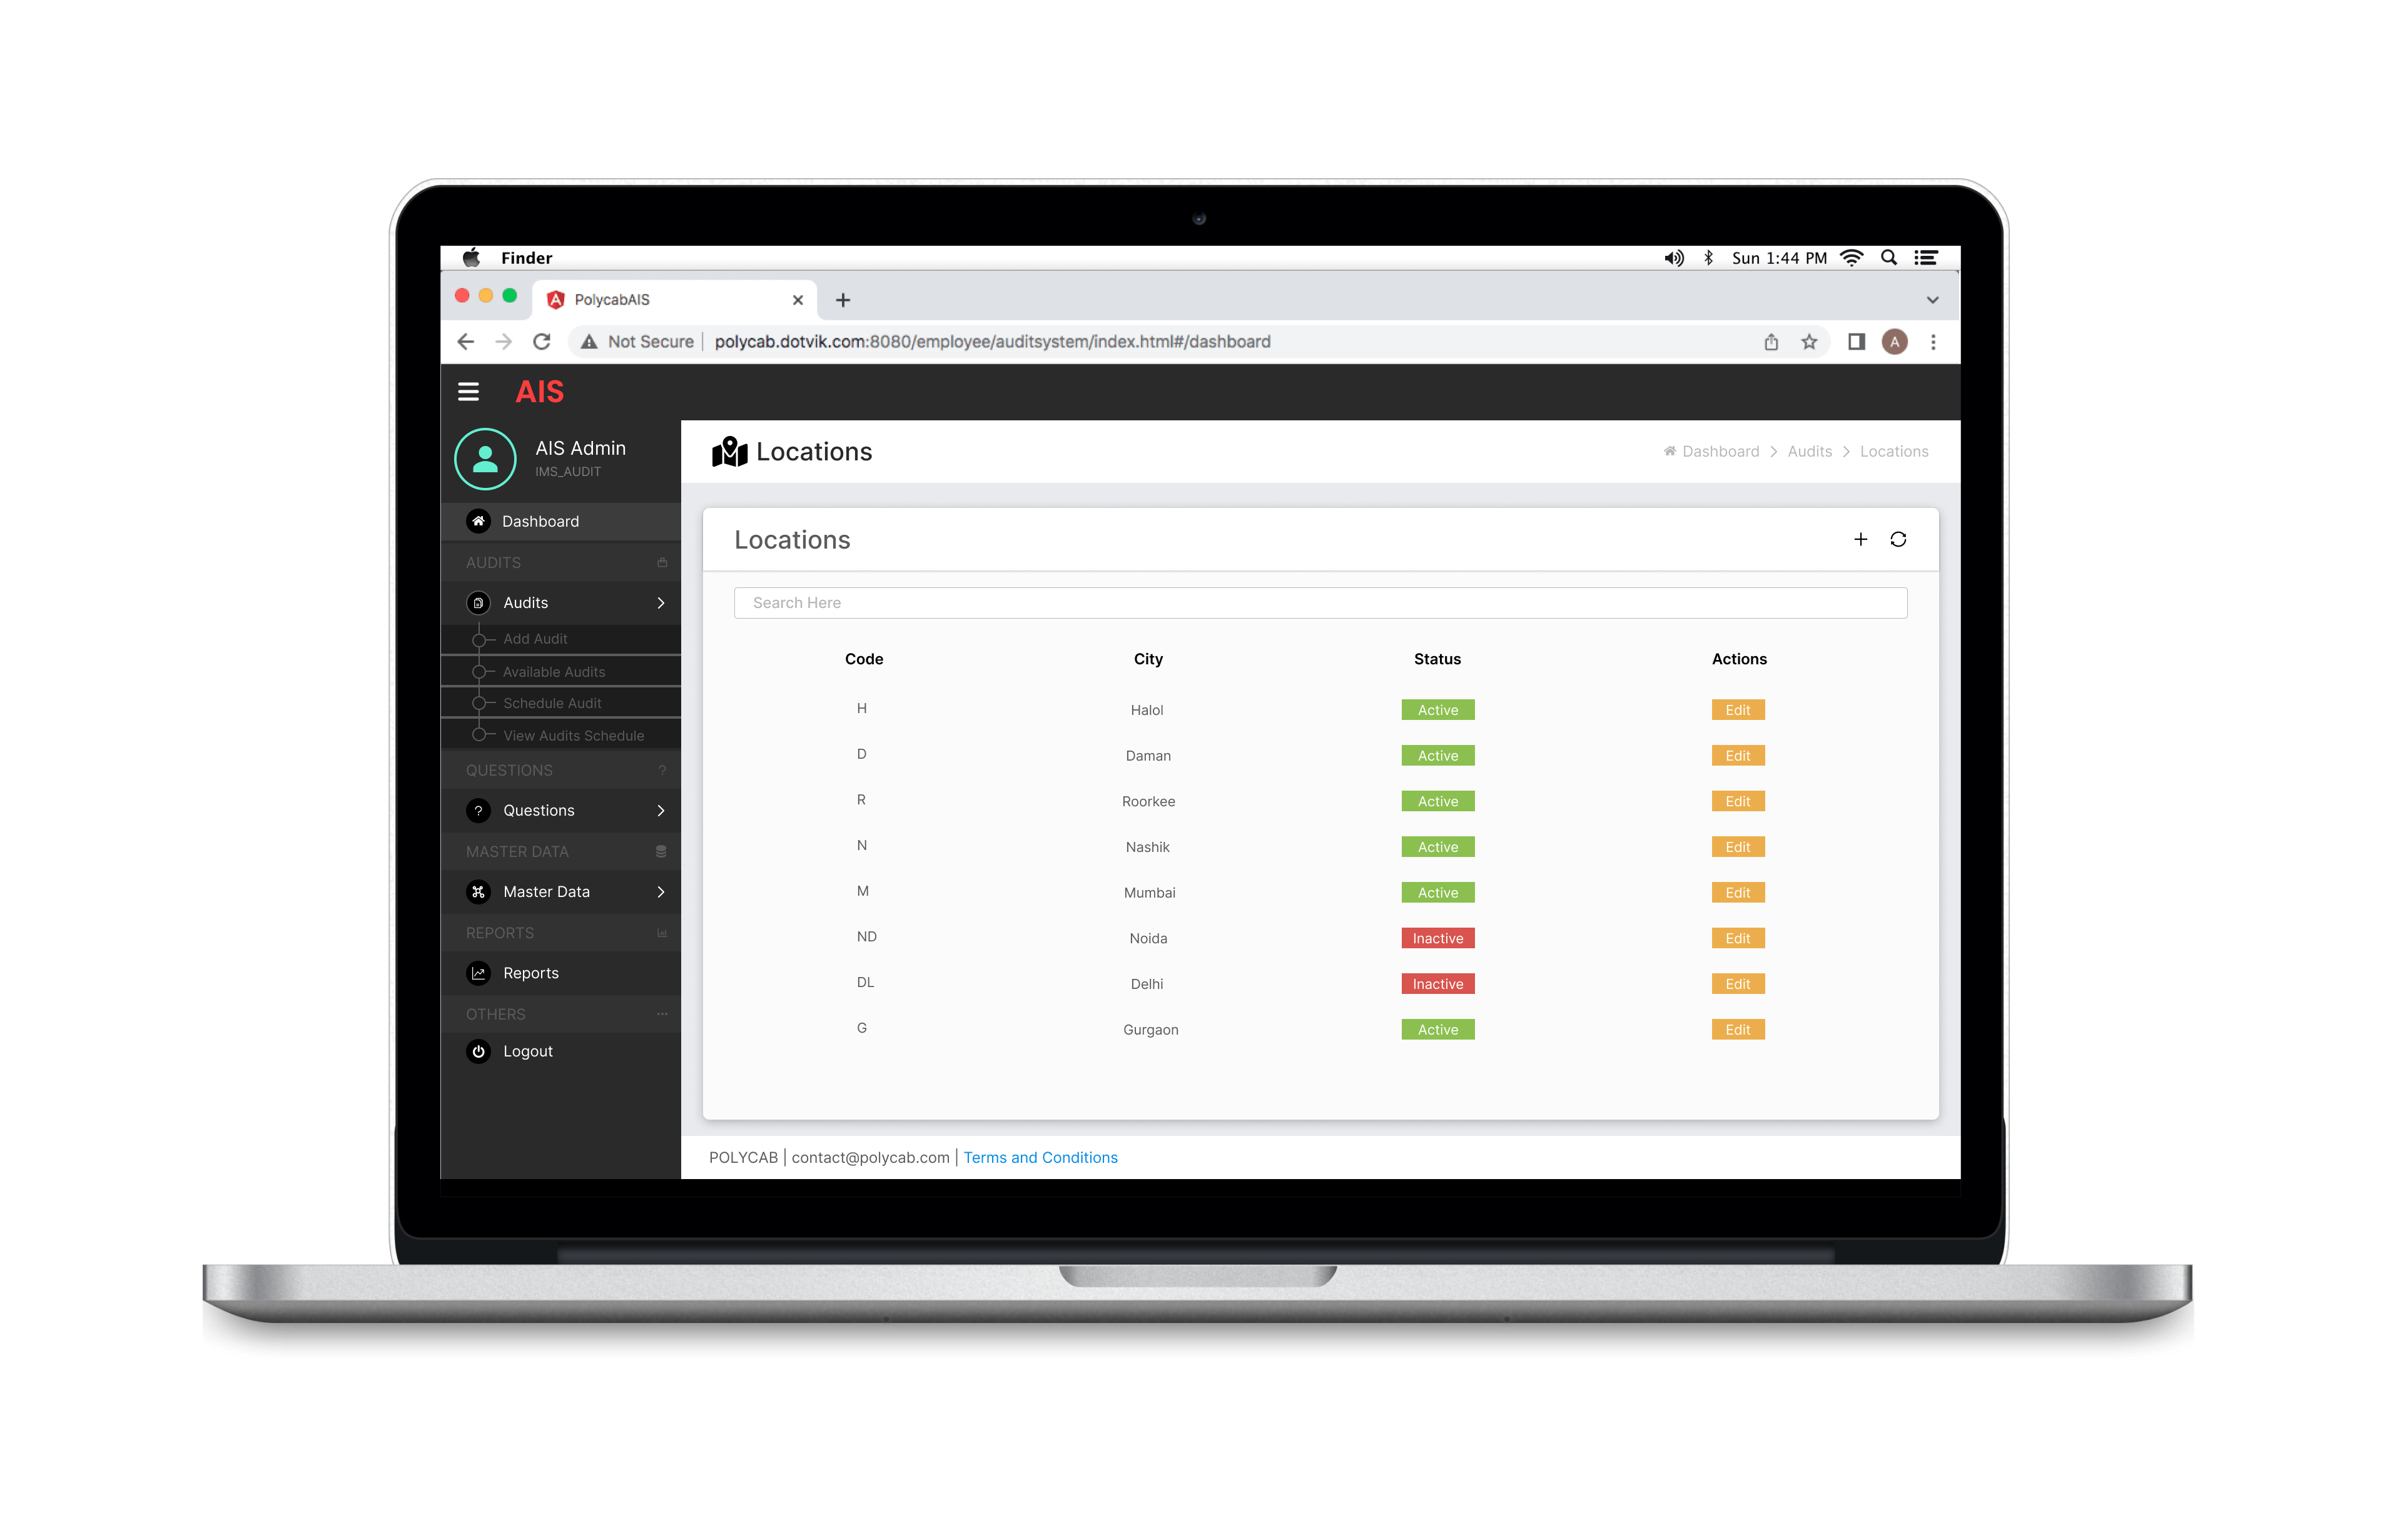 Finder
Sun 1:44 PM
PolycabAIS
Not Secure | polycab.dotvik.com:8080/employee/auditsystem/index.html#/dashboard
A
AIS
AIS Admin
IMS_AUDIT
Dashboard
AUDITS
Audits
Add Audit
Available Audits
Schedule Audit
View Audits Schedule
QUESTIONS ?
? Questions
MASTER DATA
Master Data
REPORTS
Reports
OTHERS
Logout
Locations
Dashboard > Audits > Locations
Locations
Search Here
Code City Status Actions
H Halol Active Edit
D Daman Active Edit
R Roorkee Active Edit
N Nashik Active Edit
M Mumbai Active Edit
ND Noida Inactive Edit
DL Delhi Inactive Edit
G Gurgaon Active Edit
POLYCAB | contact@polycab.com | Terms and Conditions